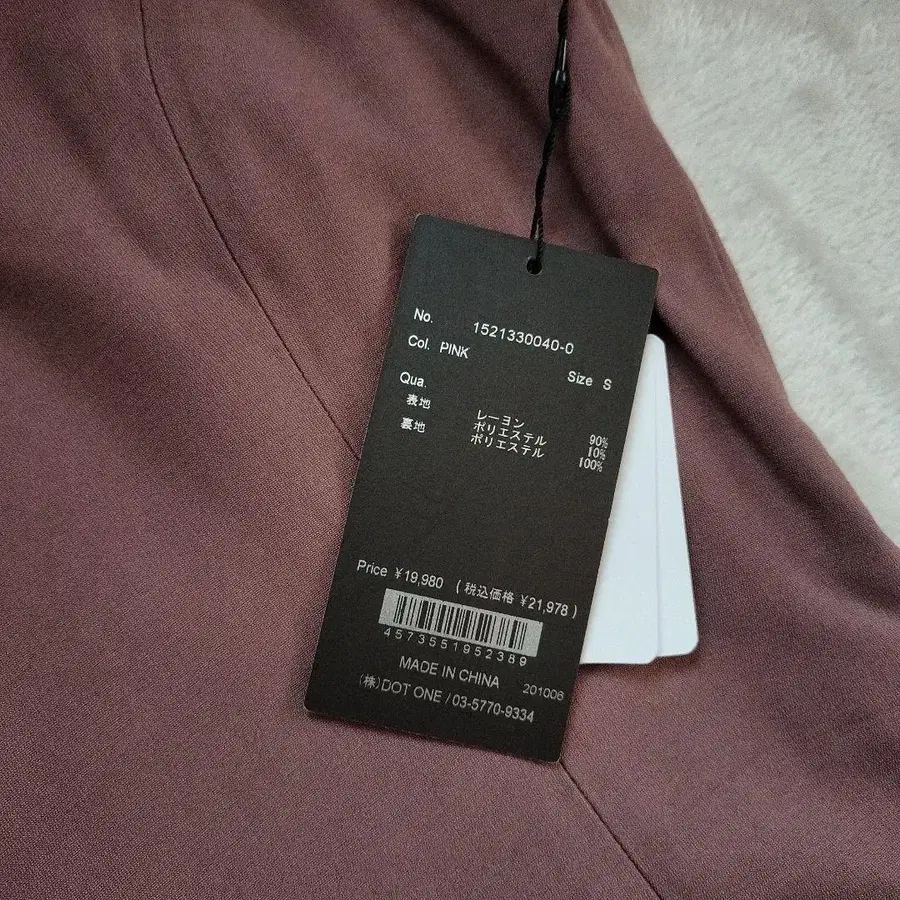 No. 1521330040-0
Col. PINK
Size S
Qua.
表地 レーヨン 90%
ポリエステル 10%
裏地 ポリエステル 100%
Price ¥19,980 (税込価格 ¥21,978)
4573551952389
MADE IN CHINA 201006
(株)DOT ONE / 03-5770-9334